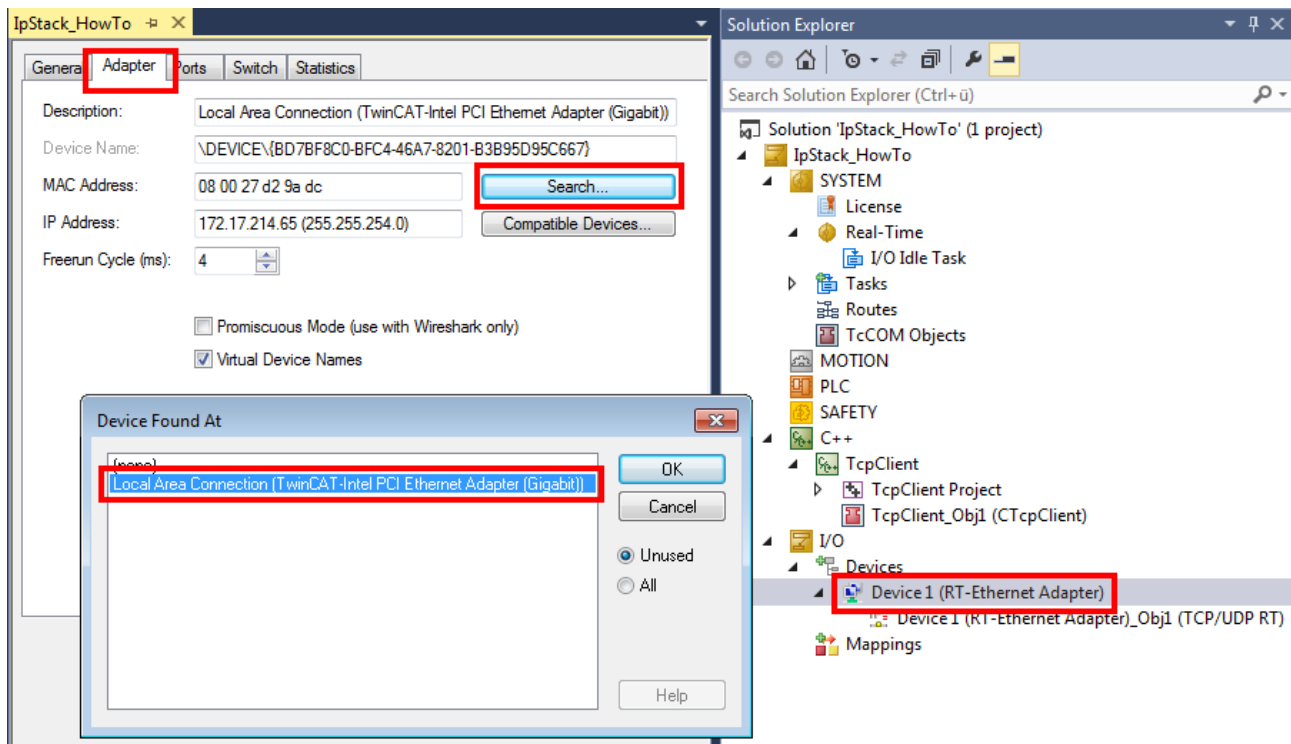 IpStack_HowTo
General
Adapter
Ports
Switch
Statistics
Description:
Local Area Connection (TwinCAT-Intel PCI Ethernet Adapter (Gigabit))
Device Name:
\DEVICE\{BD7BF8C0-BFC4-46A7-8201-B3B95D95C667}
MAC Address:
08 00 27 d2 9a dc
Search...
IP Address:
172.17.214.65 (255.255.254.0)
Compatible Devices...
Freerun Cycle (ms):
4
Promiscuous Mode (use with Wireshark only)
Virtual Device Names
Device Found At
(none)
Local Area Connection (TwinCAT-Intel PCI Ethernet Adapter (Gigabit))
OK
Cancel
Unused
All
Help
Solution Explorer
Search Solution Explorer (Ctrl+ü)
Solution 'IpStack_HowTo' (1 project)
IpStack_HowTo
SYSTEM
License
Real-Time
I/O Idle Task
Tasks
Routes
TcCOM Objects
MOTION
PLC
SAFETY
C++
TcpClient
TcpClient Project
TcpClient_Obj1 (CTcpClient)
I/O
Devices
Device 1 (RT-Ethernet Adapter)
Device 1 (RT-Ethernet Adapter)_Obj1 (TCP/UDP RT)
Mappings